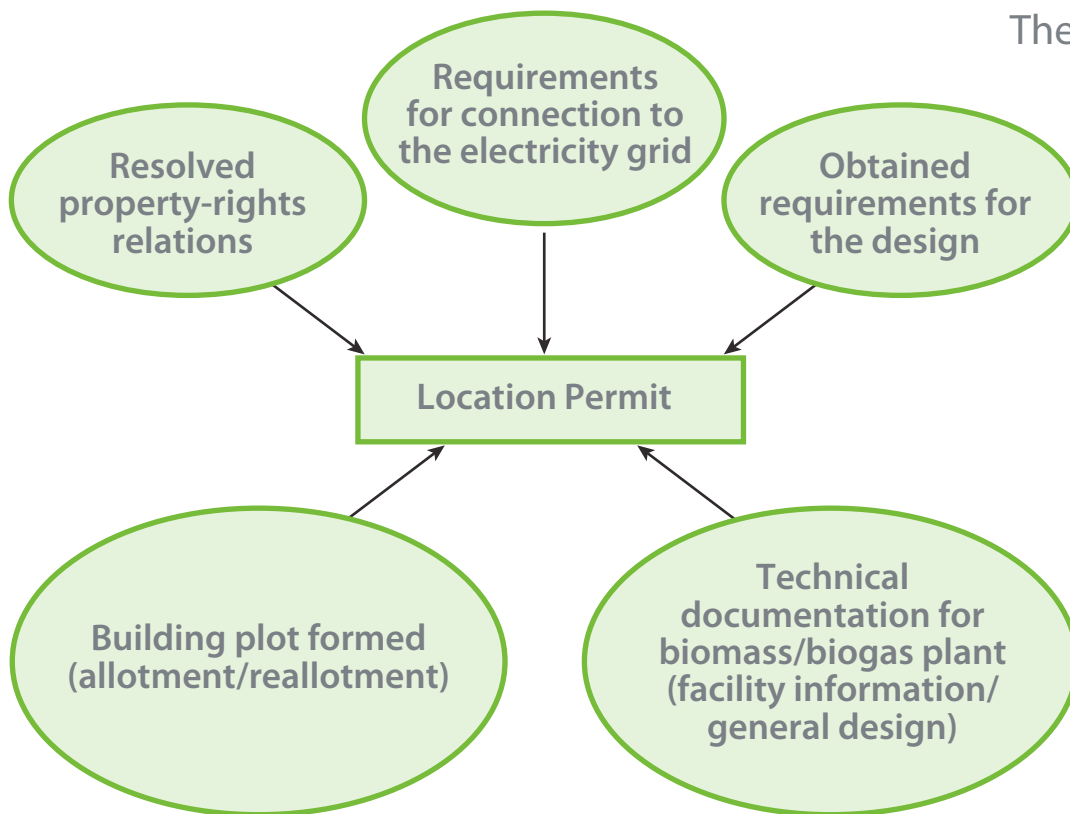 The
Requirements
for connection to
the electricity grid
Resolved
property-rights
relations
Obtained
requirements for
the design
Location Permit
Building plot formed
(allotment/reallotment)
Technical
documentation for
biomass/biogas plant
(facility information/
general design)